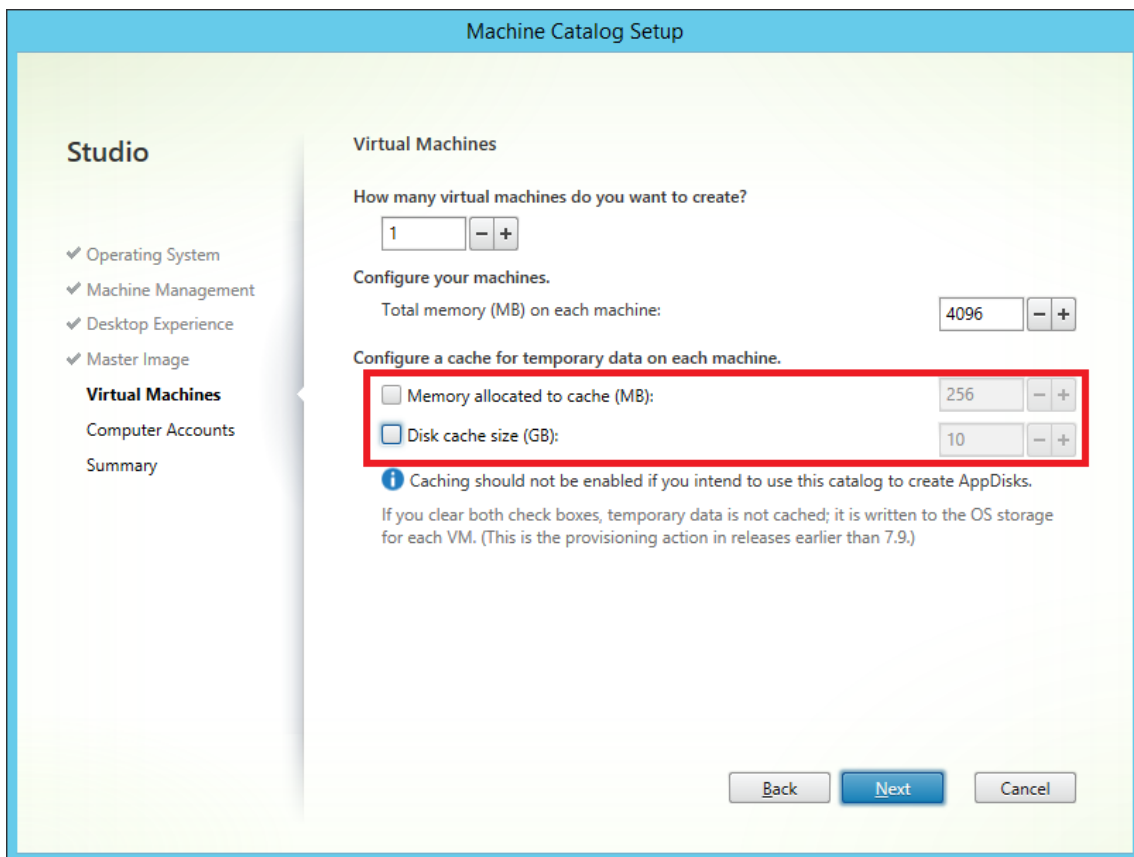 Machine Catalog Setup
Studio
Operating System
Machine Management
Desktop Experience
Master Image
Virtual Machines
Computer Accounts
Summary
Virtual Machines
How many virtual machines do you want to create?
1 - +
Configure your machines.
Total memory (MB) on each machine: 4096 - +
Configure a cache for temporary data on each machine.
Memory allocated to cache (MB): 256 - +
Disk cache size (GB): 10 - +
Caching should not be enabled if you intend to use this catalog to create AppDisks.
If you clear both check boxes, temporary data is not cached; it is written to the OS storage
for each VM. (This is the provisioning action in releases earlier than 7.9.)
Back Next Cancel